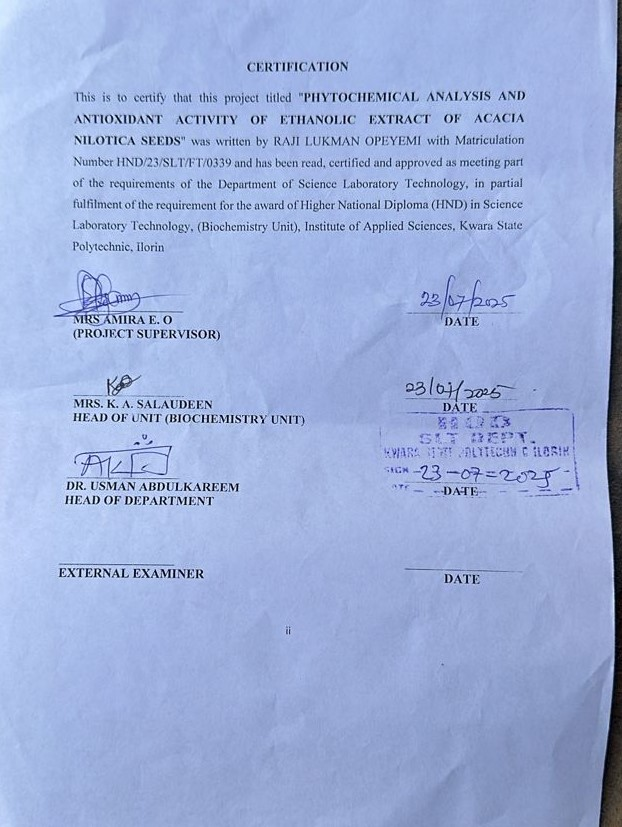 CERTIFICATION
This is to certify that this project titled "PHYTOCHEMICAL ANALYSIS AND
ANTIOXIDANT ACTIVITY OF ETHANOLIC EXTRACT OF ACACIA
NILOTICA SEEDS" was written by RAJI LUKMAN OPEYEMI with Matriculation
Number HND/23/SLT/FT/0339 and has been read, certified and approved as meeting part
of the requirements of the Department of Science Laboratory Technology, in partial
fulfilment of the requirement for the award of Higher National Diploma (HND) in Science
Laboratory Technology, (Biochemistry Unit), Institute of Applied Sciences, Kwara State
Polytechnic, Ilorin
23/07/2025
MRS AMIRA E. O
DATE
(PROJECT SUPERVISOR)
23/07/2025
MRS. K. A. SALAUDEEN
DATE
HEAD OF UNIT (BIOCHEMISTRY UNIT)
HOD
SLT DEPT.
KWARA STATE POLYTECHNIC ILORIN
SIGN 23-07-2025
DR. USMAN ABDULKAREEM
DATE
HEAD OF DEPARTMENT
EXTERNAL EXAMINER
DATE
ii